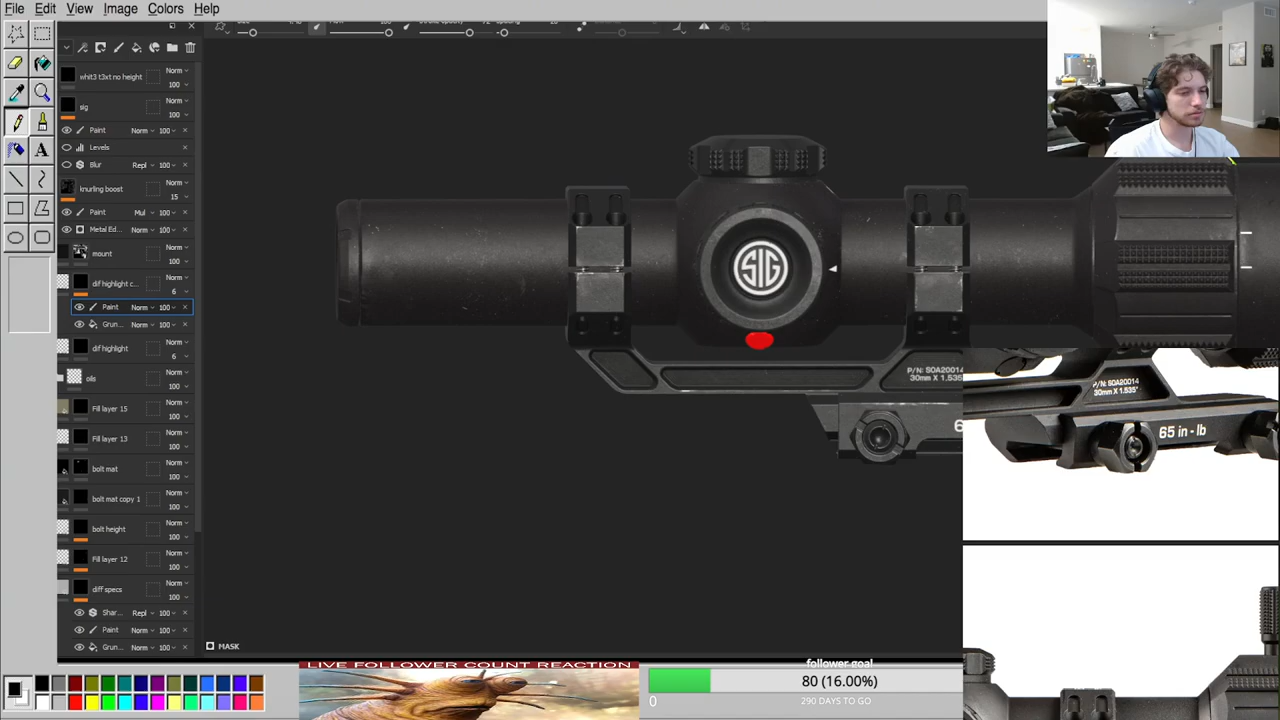 File Edit View Image Colors Help
whit3 t3xt no height Norm 100
sig Norm 100
Paint Norm 100
Levels
Blur Repl 100
knurling boost Norm 15
Paint Mul 100
Metal Ed... Norm 100
mount Norm 100
dif highlight c... Norm 6
Paint Norm 100
Grun... Norm 100
dif highlight Norm 6
oils Norm 100
Fill layer 15 Norm 100
Fill layer 13 Norm 100
bolt mat Norm 100
bolt mat copy 1 Norm 100
bolt height Norm 100
Fill layer 12 Norm 100
diff specs Norm 100
Shar... Repl 100
Paint Norm 100
Grun... Norm 100
SIG
P/N: SOA20014
30mm X 1.535"
6
P/N: SOA20014
30mm X 1.535"
65 in - lb
MASK
LIVE FOLLOWER COUNT REACTION
follower goal
80 (16.00%)
0
290 DAYS TO GO